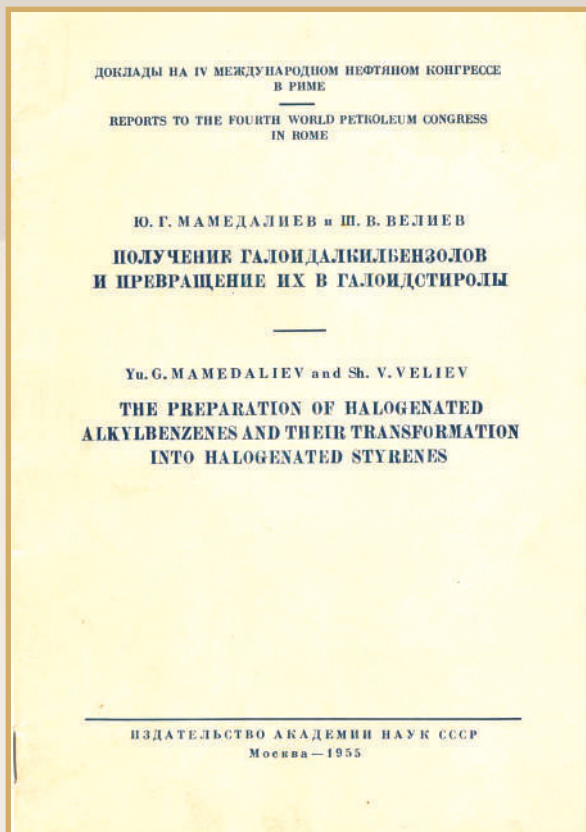 ДОКЛАДЫ НА IV МЕЖДУНАРОДНОМ НЕФТЯНОМ КОНГРЕССЕ
В РИМЕ
REPORTS TO THE FOURTH WORLD PETROLEUM CONGRESS
IN ROME
Ю. Г. МАМЕДАЛИЕВ и Ш. В. ВЕЛИЕВ
ПОЛУЧЕНИЕ ГАЛОИДАЛКИЛБЕНЗОЛОВ
И ПРЕВРАЩЕНИЕ ИХ В ГАЛОИДСТИРОЛЫ
Yu. G. MAMEDALIEV and Sh. V. VELIEV
THE PREPARATION OF HALOGENATED
ALKYLBENZENES AND THEIR TRANSFORMATION
INTO HALOGENATED STYRENES
ИЗДАТЕЛЬСТВО АКАДЕМИИ НАУК СССР
Москва — 1955